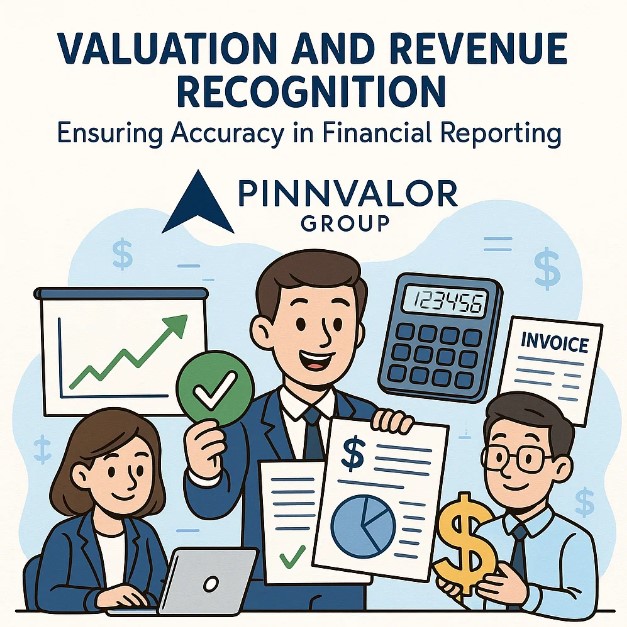 VALUATION AND REVENUE
RECOGNITION
Ensuring Accuracy in Financial Reporting
PINNVALOR
GROUP
123456
INVOICE
$